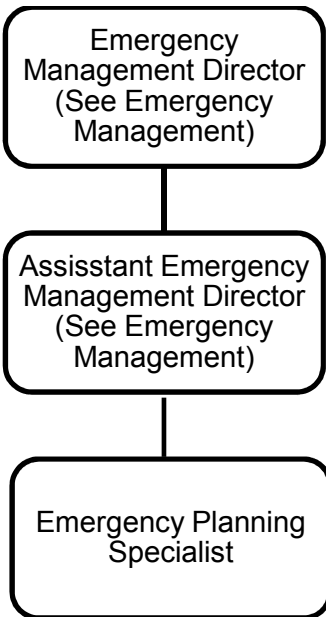 Emergency
Management Director
(See Emergency
Management)
Assisstant Emergency
Management Director
(See Emergency
Management)
Emergency Planning
Specialist